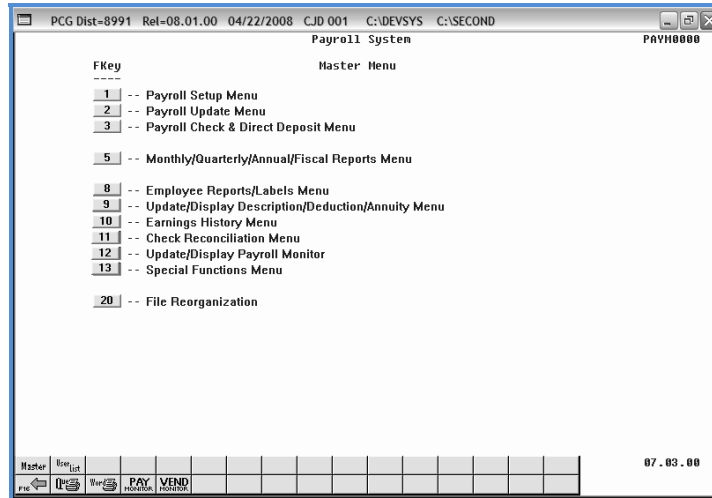 PCG Dist=8991 Rel=08.01.00 04/22/2008 CJD 001 C:\DEVSYS C:\SECOND
Payroll System PAYM0000
FKey Master Menu
----
1 -- Payroll Setup Menu
2 -- Payroll Update Menu
3 -- Payroll Check & Direct Deposit Menu
5 -- Monthly/Quarterly/Annual/Fiscal Reports Menu
8 -- Employee Reports/Labels Menu
9 -- Update/Display Description/Deduction/Annuity Menu
10 -- Earnings History Menu
11 -- Check Reconciliation Menu
12 -- Update/Display Payroll Monitor
13 -- Special Functions Menu
20 -- File Reorganization
Master User List 07.03.00
F16 Que Word PAY MONITOR VEND MONITOR